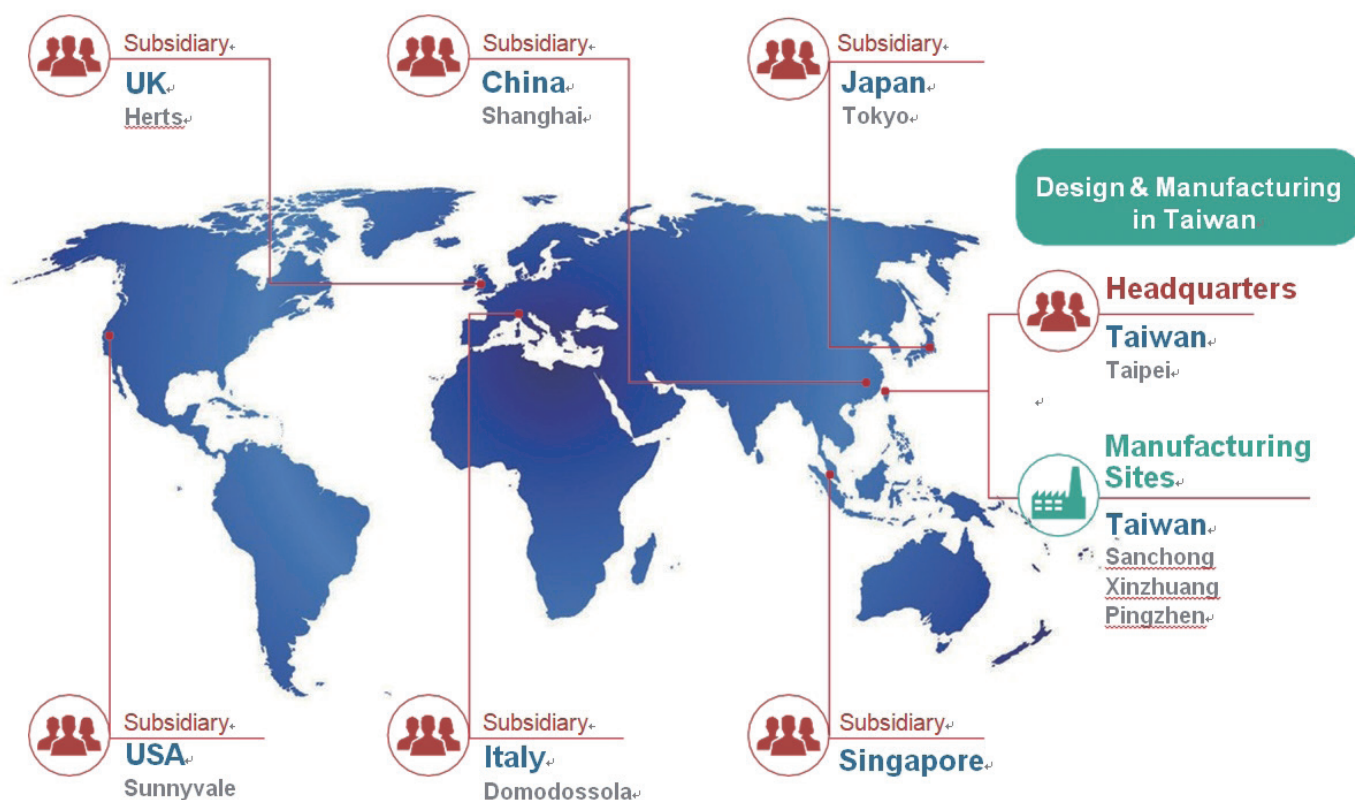 Subsidiary
UK
Herts
Subsidiary
China
Shanghai
Subsidiary
Japan
Tokyo
Design & Manufacturing
in Taiwan
Headquarters
Taiwan
Taipei
Manufacturing
Sites
Taiwan
Sanchong
Xinzhuang
Pingzhen
Subsidiary
USA
Sunnyvale
Subsidiary
Italy
Domodossola
Subsidiary
Singapore